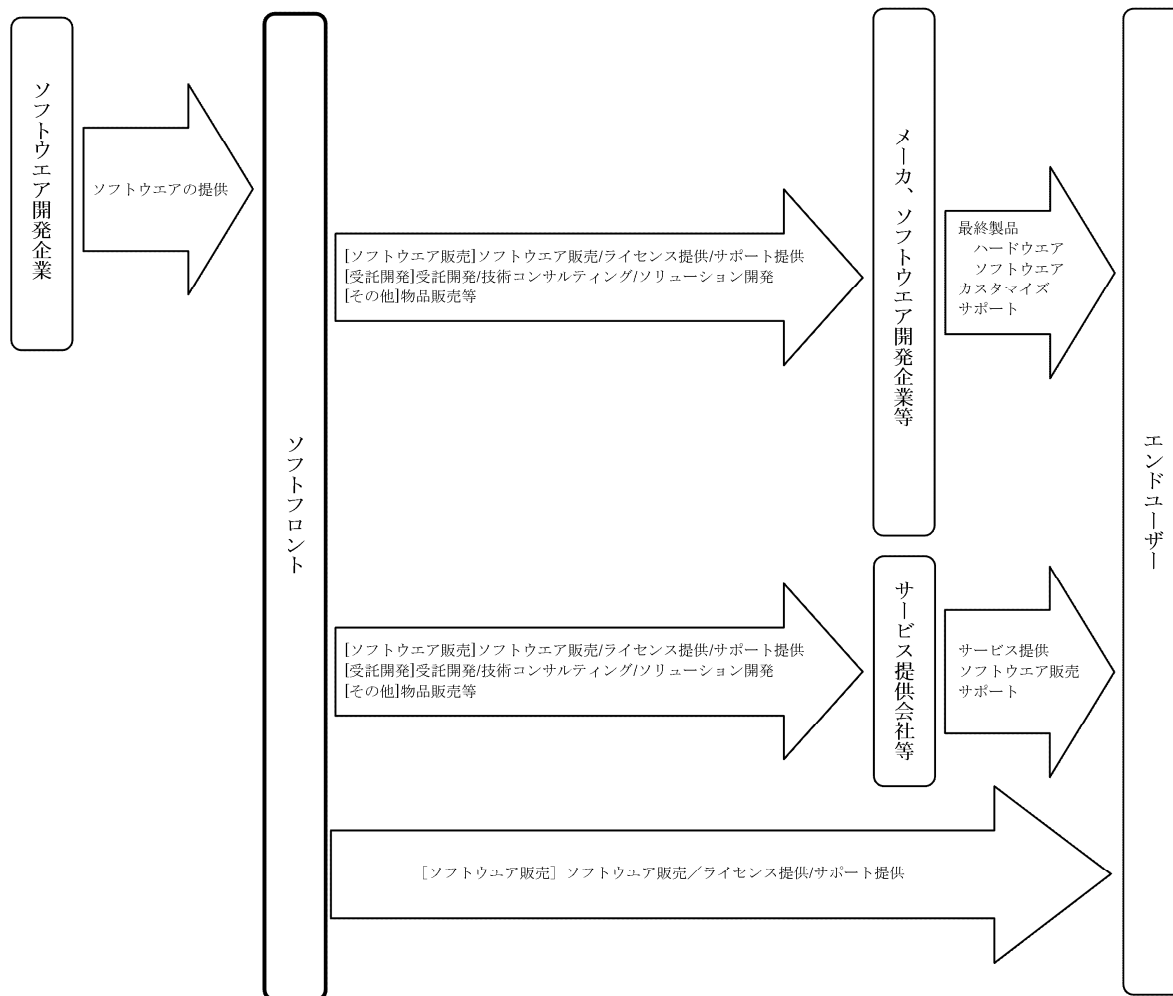 ソフトウエア開発企業
ソフトウエアの提供
ソフトフロント
[ソフトウエア販売]ソフトウエア販売/ライセンス提供/サポート提供
[受託開発]受託開発/技術コンサルティング/ソリューション開発
[その他]物品販売等
メーカ、ソフトウエア開発企業等
最終製品
ハードウエア
ソフトウエア
カスタマイズ
サポート
エンドユーザー
[ソフトウエア販売]ソフトウエア販売/ライセンス提供/サポート提供
[受託開発]受託開発/技術コンサルティング/ソリューション開発
[その他]物品販売等
サービス提供会社等
サービス提供
ソフトウエア販売
サポート
［ソフトウエア販売］ソフトウエア販売／ライセンス提供/サポート提供